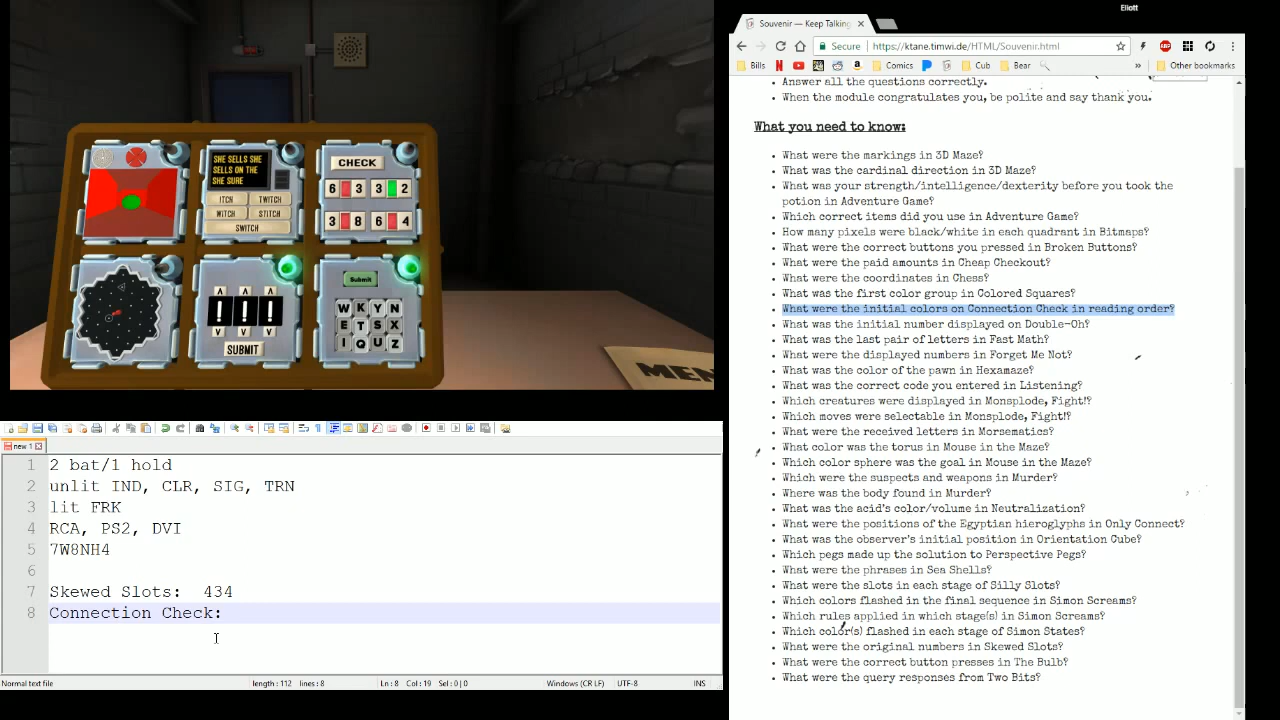 Eliott
Souvenir — Keep Talking
Secure
https://ktane.timwi.de/HTML/Souvenir.html
Bills
Comics
Cub
Bear
»
Other bookmarks
Answer all the questions correctly.
When the module congratulates you, be polite and say thank you.
What you need to know:
What were the markings in 3D Maze?
What was the cardinal direction in 3D Maze?
What was your strength/intelligence/dexterity before you took the
potion in Adventure Game?
Which correct items did you use in Adventure Game?
How many pixels were black/white in each quadrant in Bitmaps?
What were the correct buttons you pressed in Broken Buttons?
What were the paid amounts in Cheap Checkout?
What were the coordinates in Chess?
What was the first color group in Colored Squares?
What were the initial colors on Connection Check in reading order?
What was the initial number displayed on Double-Oh?
What was the last pair of letters in Fast Math?
What were the displayed numbers in Forget Me Not?
What was the color of the pawn in Hexamaze?
What was the correct code you entered in Listening?
Which creatures were displayed in Monsplode, Fight!?
Which moves were selectable in Monsplode, Fight!?
What were the received letters in Morsematics?
What color was the torus in Mouse in the Maze?
Which color sphere was the goal in Mouse in the Maze?
Which were the suspects and weapons in Murder?
Where was the body found in Murder?
What was the acid's color/volume in Neutralization?
What were the positions of the Egyptian hieroglyphs in Only Connect?
What was the observer's initial position in Orientation Cube?
Which pegs made up the solution to Perspective Pegs?
What were the phrases in Sea Shells?
What were the slots in each stage of Silly Slots?
Which colors flashed in the final sequence in Simon Screams?
Which rules applied in which stage(s) in Simon Screams?
Which color(s) flashed in each stage of Simon States?
What were the original numbers in Skewed Slots?
What were the correct button presses in The Bulb?
What were the query responses from Two Bits?
SHE SELLS SHE
SELLS ON THE
SHE SURE
ITCH TWITCH
WITCH STITCH
SWITCH
CHECK
6 3 3 2
3 8 6 4
! ! !
SUBMIT
Submit
W K Y N
E T S X
I Q U Z
MEN
new 1
1 2 bat/1 hold
2 unlit IND, CLR, SIG, TRN
3 lit FRK
4 RCA, PS2, DVI
5 7W8NH4
6
7 Skewed Slots: 434
8 Connection Check:
Normal text file
length : 112 lines : 8
Ln : 8 Col : 19 Sel : 0 | 0
Windows (CR LF)
UTF-8
INS